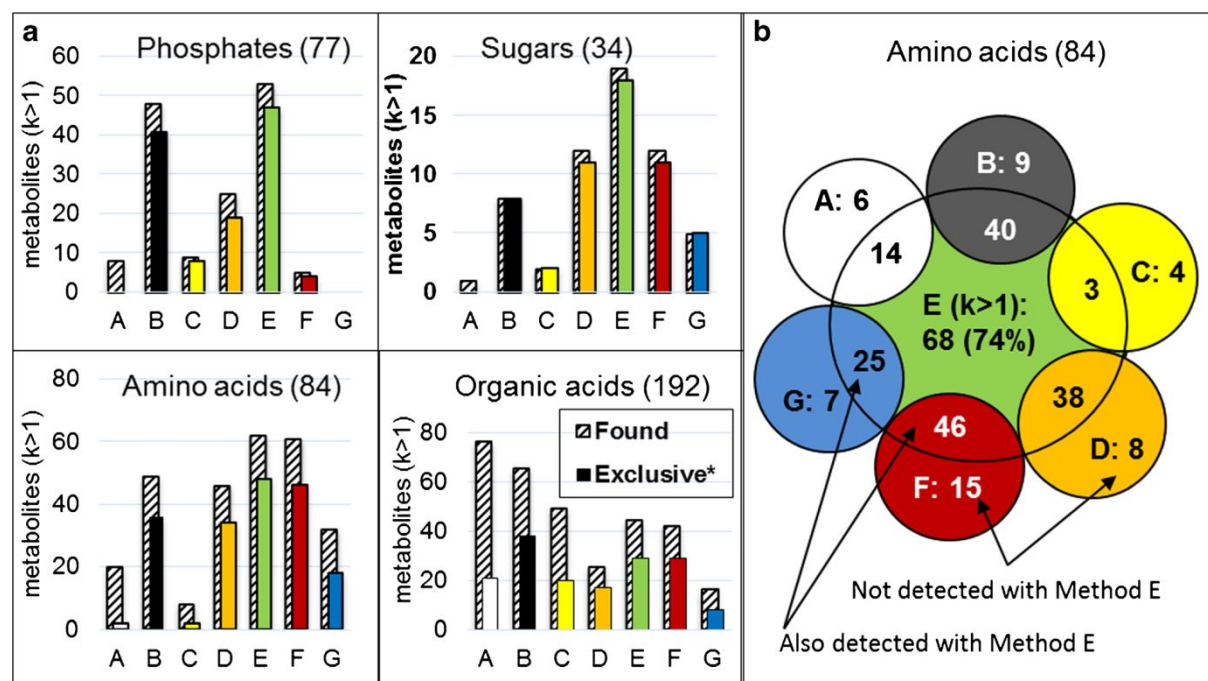 a
Phosphates (77)
metabolites (k>1)
60
50
40
30
20
10
0
A B C D E F G
Sugars (34)
metabolites (k>1)
20
15
10
5
0
A B C D E F G
Amino acids (84)
metabolites (k>1)
80
60
40
20
0
A B C D E F G
Organic acids (192)
metabolites (k>1)
80
60
40
20
0
Found
Exclusive*
A B C D E F G
b
Amino acids (84)
B: 9
40
A: 6
14
C: 4
3
E (k>1):
68 (74%)
25
G: 7
38
D: 8
46
F: 15
Not detected with Method E
Also detected with Method E